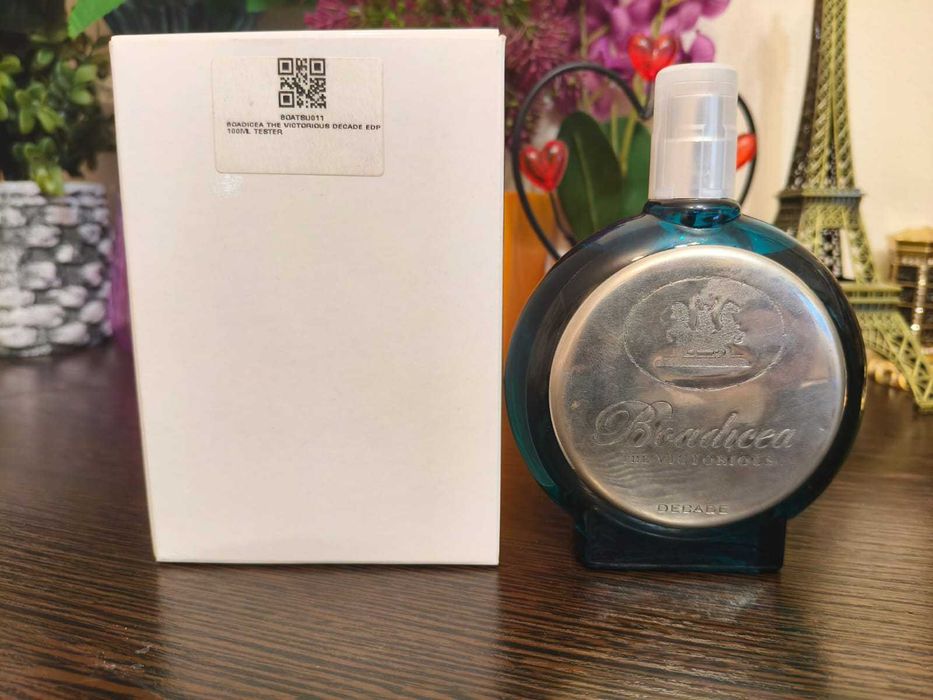 BOATSU011
BOADICEA THE VICTORIOUS DECADE EDP
100ML TESTER
Boadicea
THE VICTORIOUS
DECADE